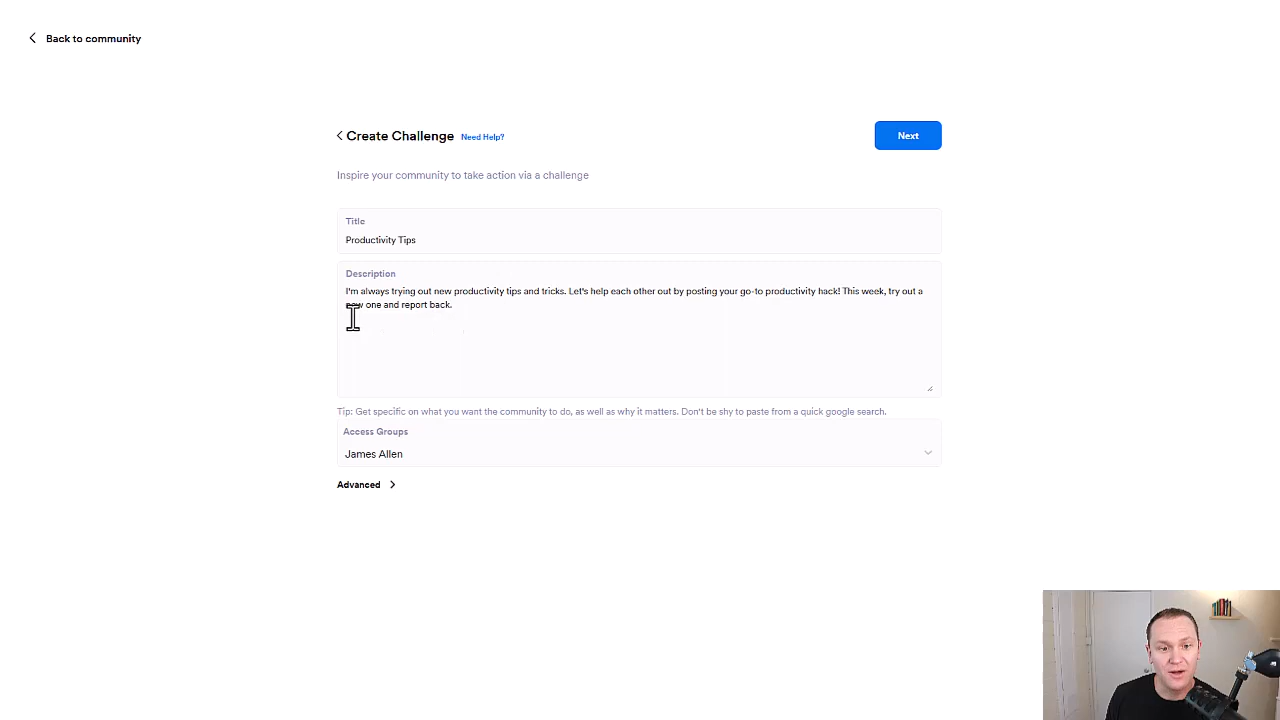 Back to community
Create Challenge Need Help?
Next
Inspire your community to take action via a challenge
Title
Productivity Tips
Description
I'm always trying out new productivity tips and tricks. Let's help each other out by posting your go-to productivity hack! This week, try out a
one and report back.
Tip: Get specific on what you want the community to do, as well as why it matters. Don't be shy to paste from a quick google search.
Access Groups
James Allen
Advanced